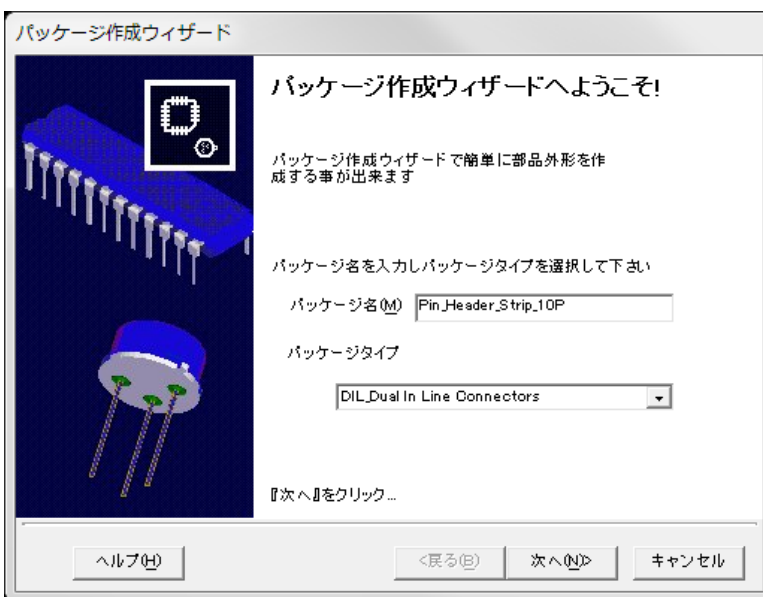 パッケージ作成ウィザード
パッケージ作成ウィザードへようこそ!
パッケージ作成ウィザードで簡単に部品外形を作
成する事が出来ます
パッケージ名を入力しパッケージタイプを選択して下さい
パッケージ名(M) Pin_Header_Strip_10P
パッケージタイプ
DIL_Dual In Line Connectors
『次へ』をクリック...
ヘルプ(H) <戻る(B) 次へ(N)> キャンセル